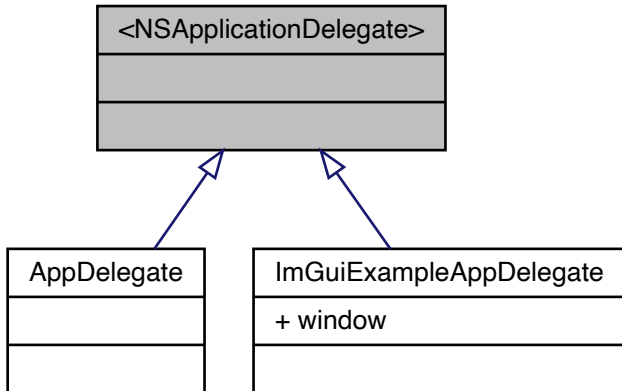 <NSApplicationDelegate>
AppDelegate
ImGuiExampleAppDelegate
+ window